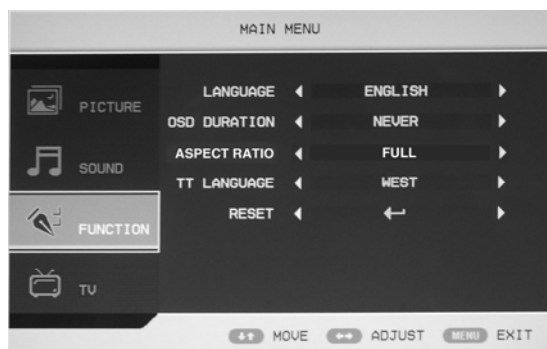 MAIN MENU
PICTURE
SOUND
FUNCTION
TV
LANGUAGE ENGLISH
OSD DURATION NEVER
ASPECT RATIO FULL
TT LANGUAGE WEST
RESET
MOVE ADJUST MENU EXIT